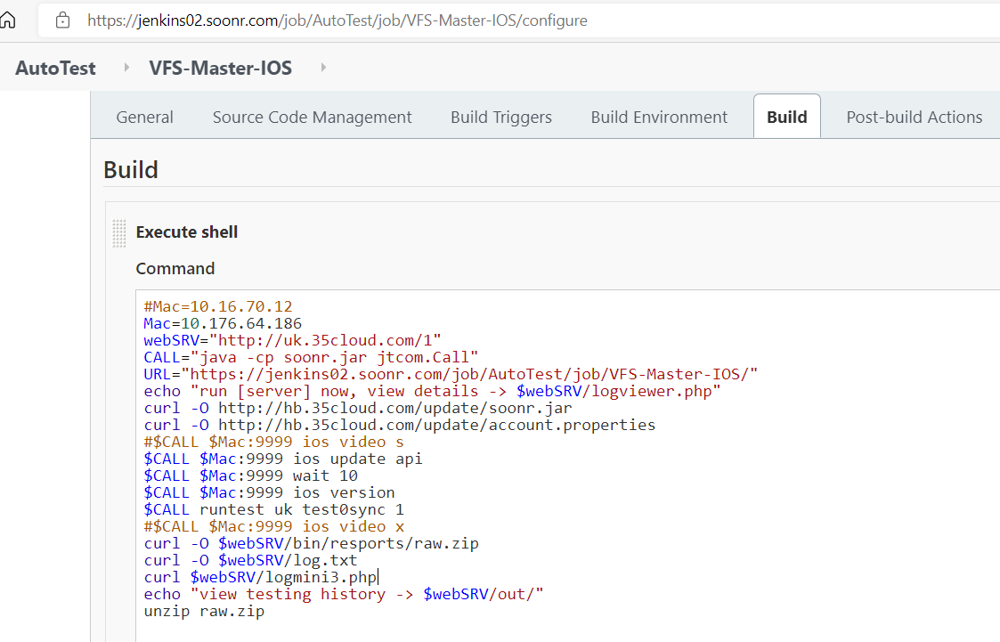 https://jenkins02.soonr.com/job/AutoTest/job/VFS-Master-IOS/configure
AutoTest VFS-Master-IOS
General Source Code Management Build Triggers Build Environment Build Post-build Actions
Build
Execute shell
Command
#Mac=10.16.70.12
Mac=10.176.64.186
webSRV="http://uk.35cloud.com/1"
CALL="java -cp soonr.jar jtcom.Call"
URL="https://jenkins02.soonr.com/job/AutoTest/job/VFS-Master-IOS/"
echo "run [server] now, view details -> $webSRV/logviewer.php"
curl -O http://hb.35cloud.com/update/soonr.jar
curl -O http://hb.35cloud.com/update/account.properties
#$CALL $Mac:9999 ios video s
$CALL $Mac:9999 ios update api
$CALL $Mac:9999 wait 10
$CALL $Mac:9999 ios version
$CALL runtest uk test0sync 1
#$CALL $Mac:9999 ios video x
curl -O $webSRV/bin/resports/raw.zip
curl -O $webSRV/log.txt
curl $webSRV/logmini3.php
echo "view testing history -> $webSRV/out/"
unzip raw.zip